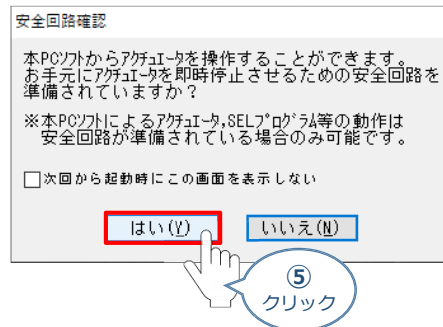 安全回路確認
本PCソフトからアクチュエータを操作することができます。
お手元にアクチュエータを即時停止させるための安全回路を
準備されていますか？
※本PCソフトによるアクチュエータ,SELプログラム等の動作は
安全回路が準備されている場合のみ可能です。
次回から起動時にこの画面を表示しない
はい(Y) いいえ(N)
⑤
クリック